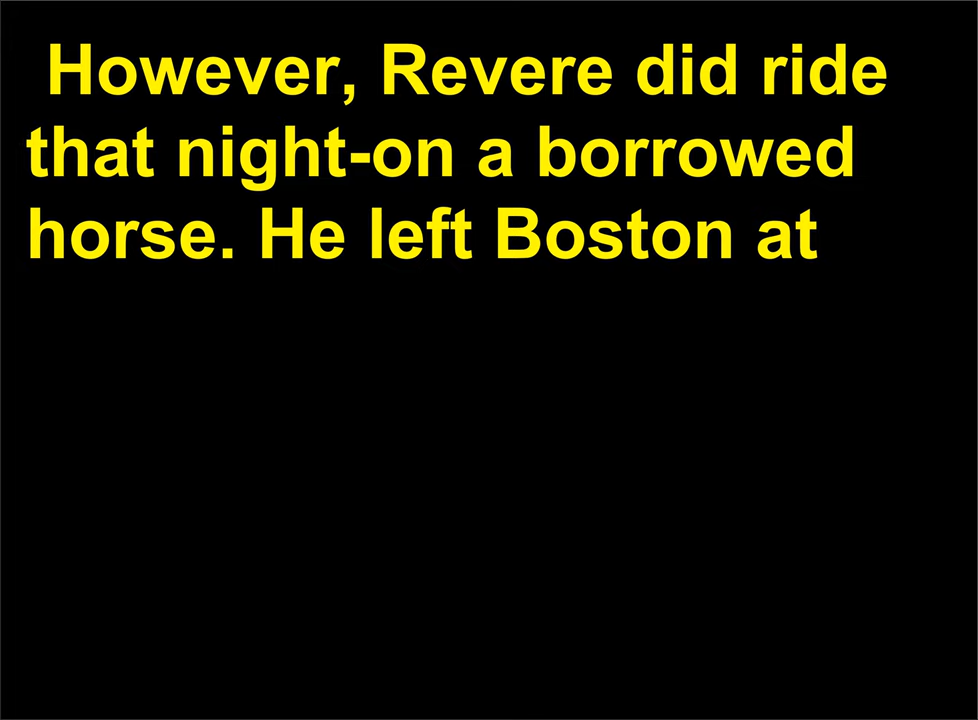 However, Revere did ride
that night-on a borrowed
horse. He left Boston at